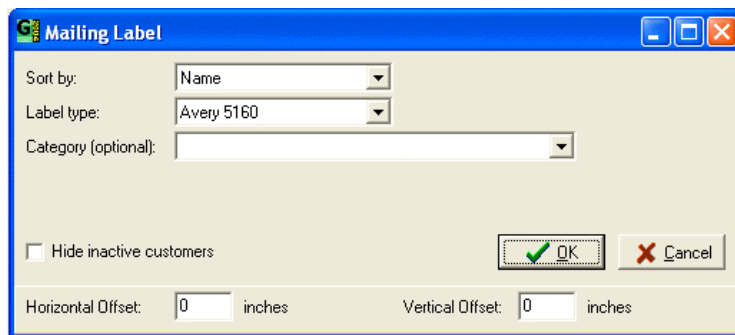 Mailing Label
Sort by: Name
Label type: Avery 5160
Category (optional):
Hide inactive customers OK Cancel
Horizontal Offset: 0 inches Vertical Offset: 0 inches